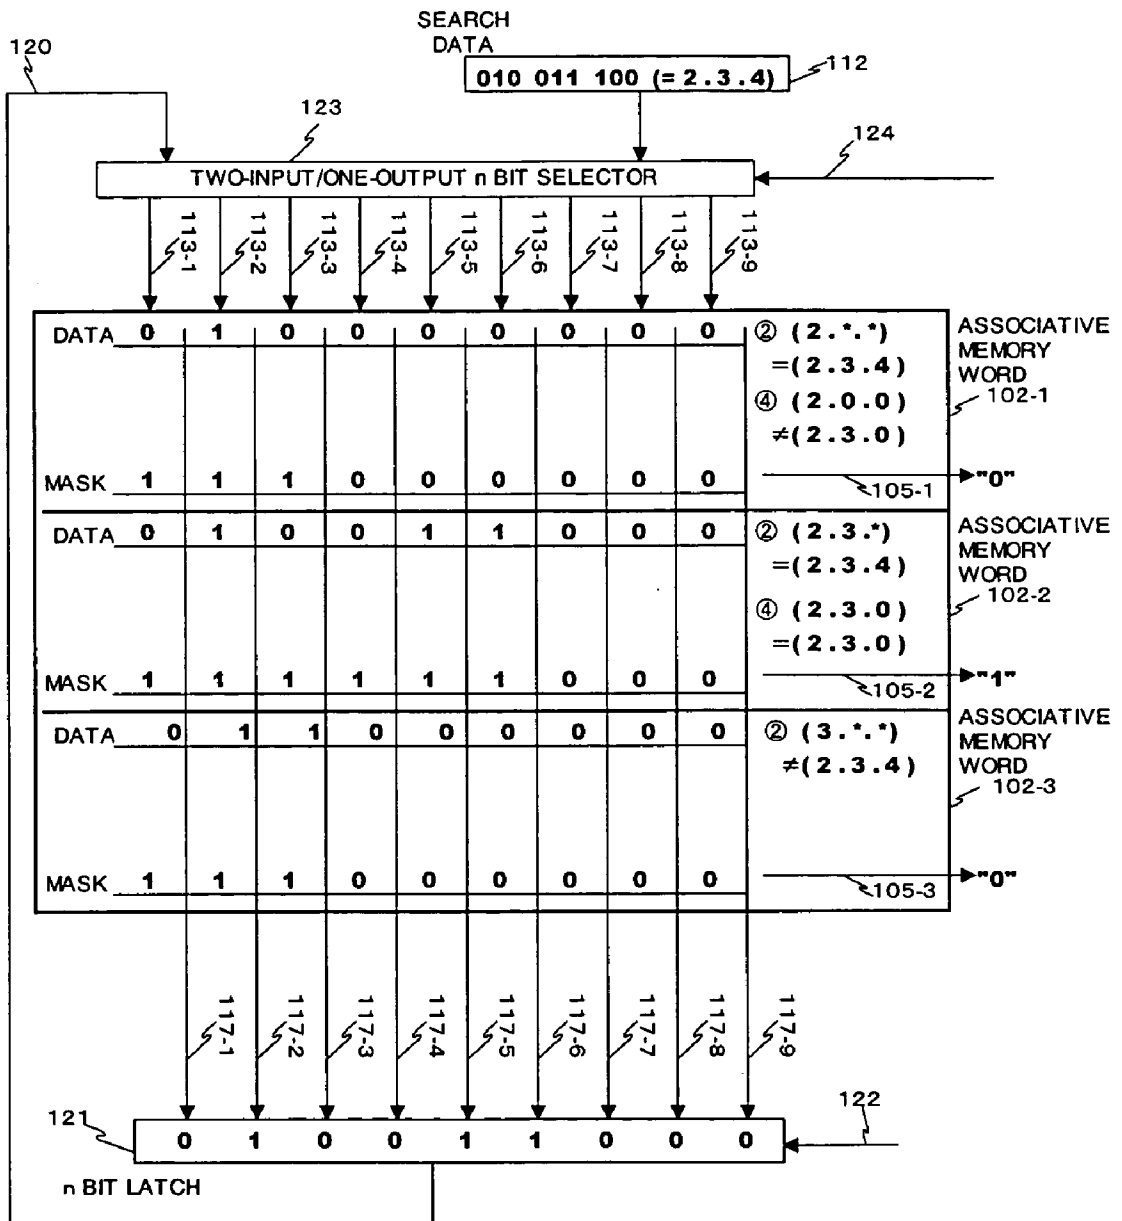 SEARCH
DATA
120
010 011 100 (= 2 . 3 . 4)
112
123
124
TWO-INPUT/ONE-OUTPUT n BIT SELECTOR
113-1 113-2 113-3 113-4 113-5 113-6 113-7 113-8 113-9
DATA 0 1 0 0 0 0 0 0 0
② (2.*.*)
=(2.3.4)
④ (2.0.0)
≠(2.3.0)
ASSOCIATIVE
MEMORY
WORD
102-1
MASK 1 1 1 0 0 0 0 0 0
105-1
"0"
DATA 0 1 0 0 1 1 0 0 0
② (2.3.*)
=(2.3.4)
④ (2.3.0)
=(2.3.0)
ASSOCIATIVE
MEMORY
WORD
102-2
MASK 1 1 1 1 1 1 0 0 0
105-2
"1"
DATA 0 1 1 0 0 0 0 0 0
② (3.*.*)
≠(2.3.4)
ASSOCIATIVE
MEMORY
WORD
102-3
MASK 1 1 1 0 0 0 0 0 0
105-3
"0"
117-1 117-2 117-3 117-4 117-5 117-6 117-7 117-8 117-9
121
122
0 1 0 0 1 1 0 0 0
n BIT LATCH